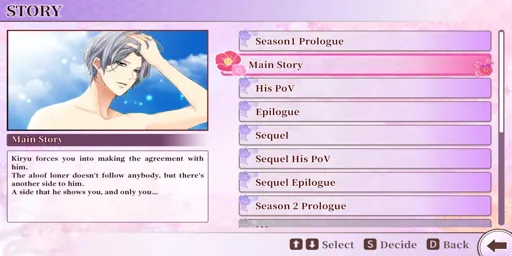 STORY
Main Story
Kiryu forces you into making the agreement with
him.
The aloof loner doesn't follow anybody, but there's
another side to him.
A side that he shows you, and only you...
Season1 Prologue
Main Story
His PoV
Epilogue
Sequel
Sequel His PoV
Sequel Epilogue
Season 2 Prologue
Select S Decide D Back